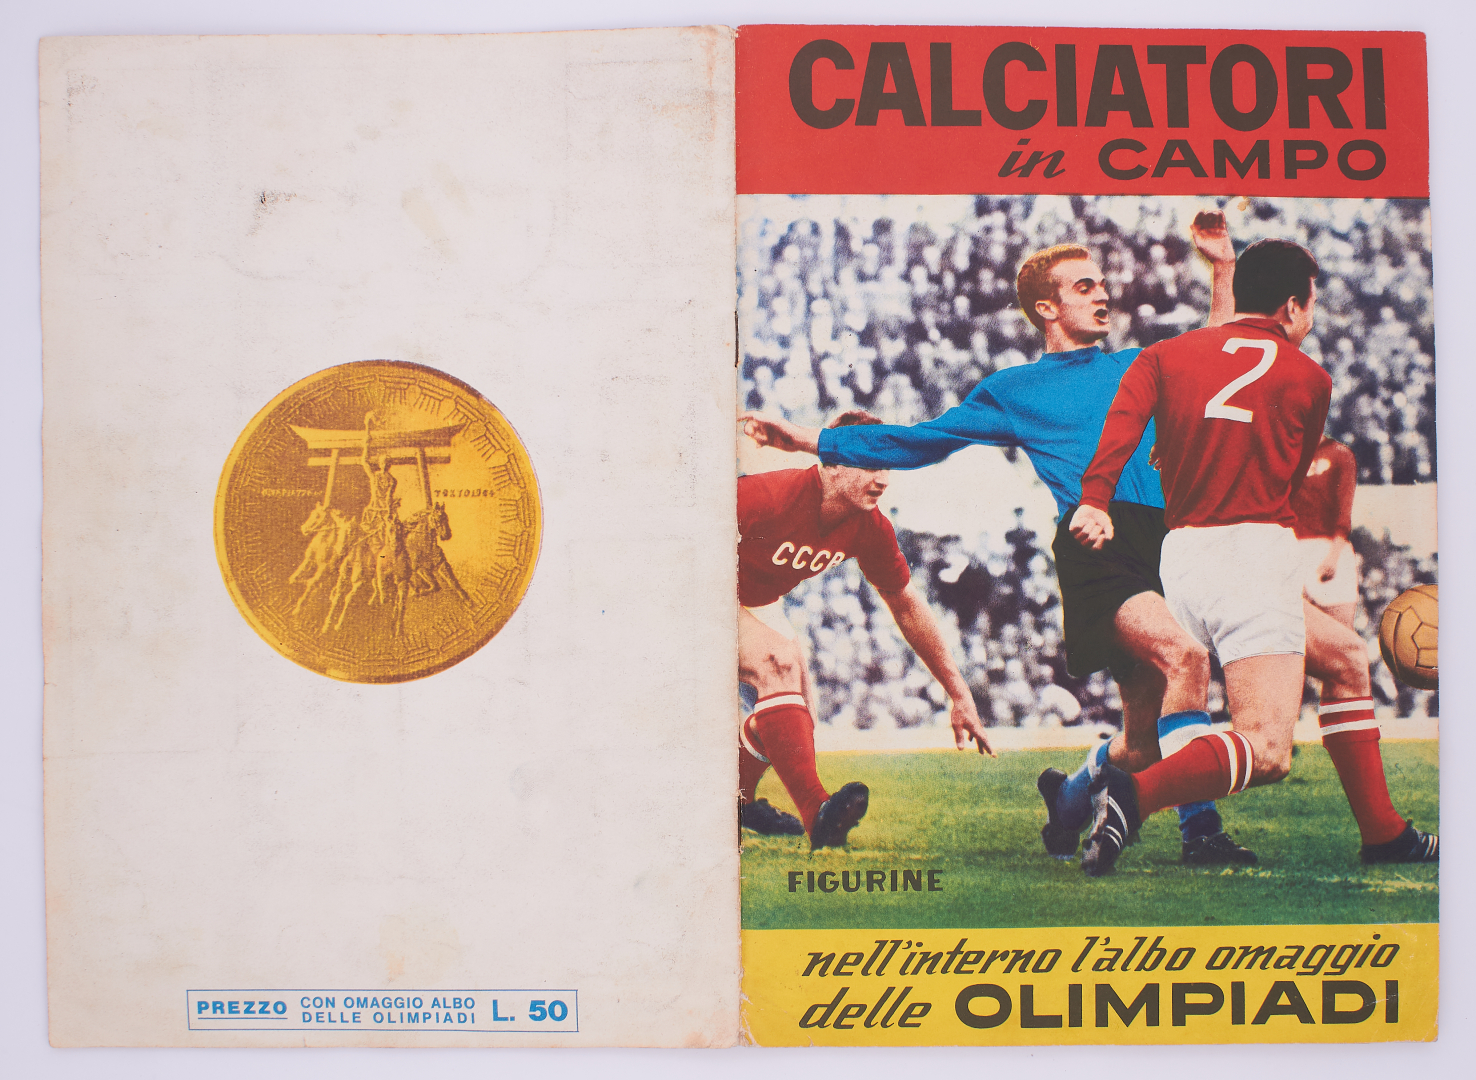 PREZZO CON OMAGGIO ALBO
DELLE OLIMPIADI L. 50
TOKIO1964
CALCIATORI
in CAMPO
2
CCCP
FIGURINE
nell'interno l'albo omaggio
delle OLIMPIADI